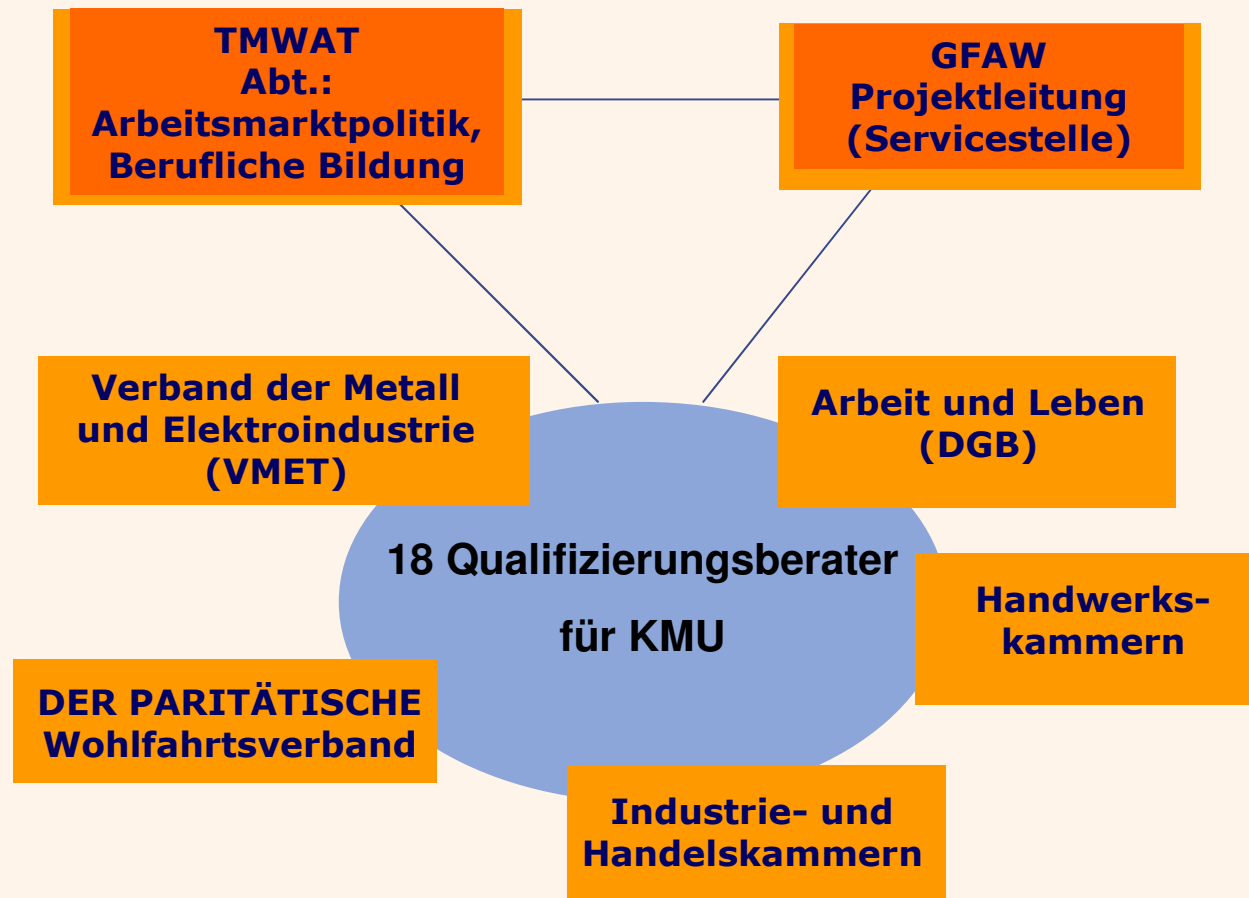 TMWAT
Abt.:
Arbeitsmarktpolitik,
Berufliche Bildung
GFAW
Projektleitung
(Servicestelle)
Verband der Metall
und Elektroindustrie
(VMET)
Arbeit und Leben
(DGB)
18 Qualifizierungsberater
für KMU
Handwerks-
kammern
DER PARITÄTISCHE
Wohlfahrtsverband
Industrie- und
Handelskammern